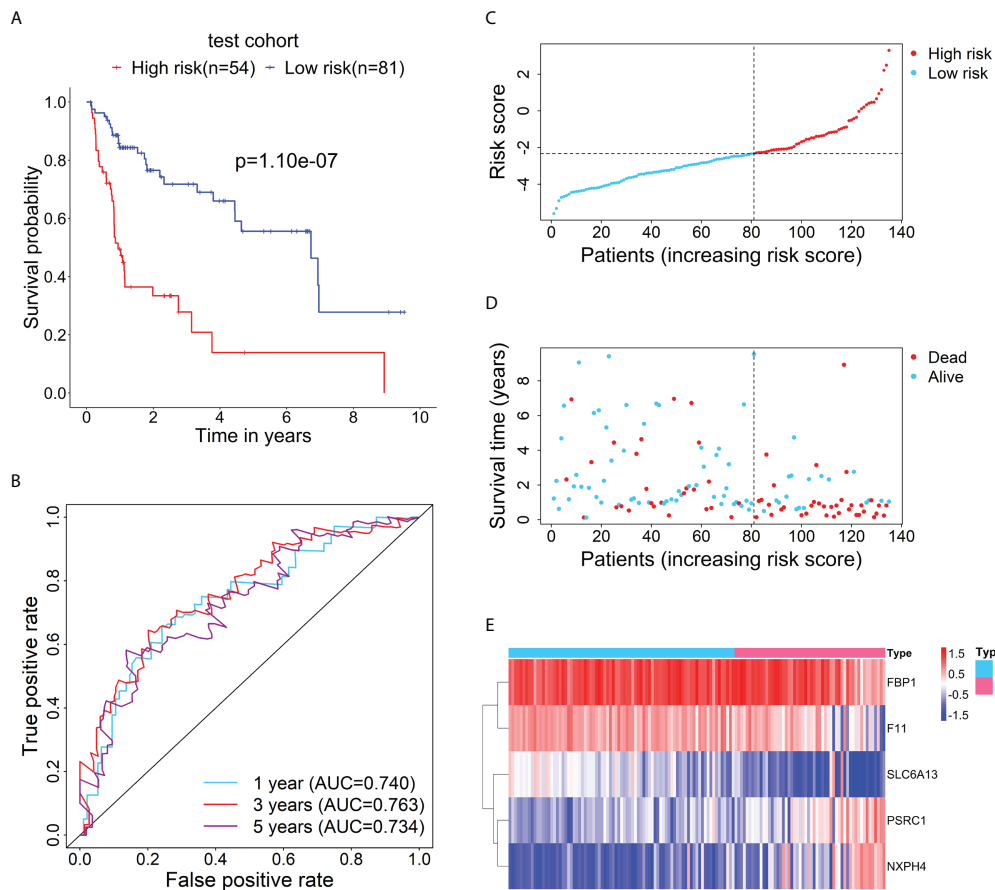 A
test cohort
High risk(n=54) Low risk(n=81)
p=1.10e-07
Survival probability
1.0
0.8
0.6
0.4
0.2
0.0
0 2 4 6 8 10
Time in years
B
True positive rate
1.0
0.8
0.6
0.4
0.2
0.0
1 year (AUC=0.740)
3 years (AUC=0.763)
5 years (AUC=0.734)
0.0 0.2 0.4 0.6 0.8 1.0
False positive rate
C
High risk
Low risk
Risk score
2
0
-2
-4
0 20 40 60 80 100 120 140
Patients (increasing risk score)
D
Dead
Alive
Survival time (years)
8
6
4
2
0
0 20 40 60 80 100 120 140
Patients (increasing risk score)
E
Type
FBP1
F11
SLC6A13
PSRC1
NXPH4
1.5
0.5
-0.5
-1.5
Typ